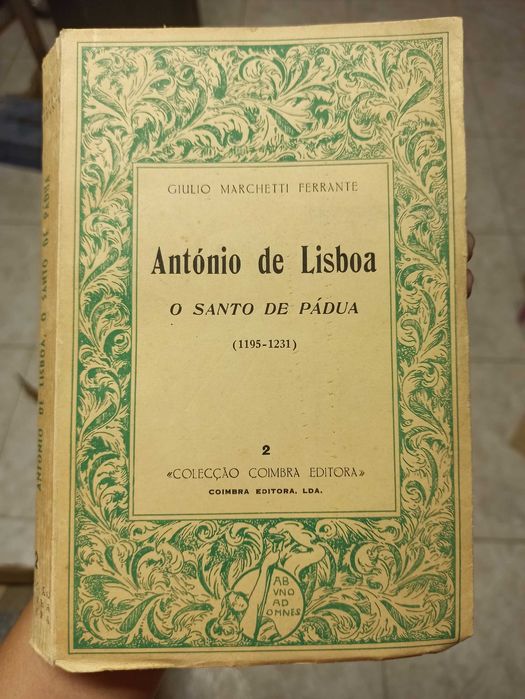 GIULIO MARCHETTI FERRANTE
António de Lisboa
O SANTO DE PÁDUA
(1195-1231)
2
«COLECÇÃO COIMBRA EDITORA»
COIMBRA EDITORA, LDA.
AB
VNO
AD
OMNES
ANTÓNIO DE LISBOA, O SANTO DE PÁDUA
2